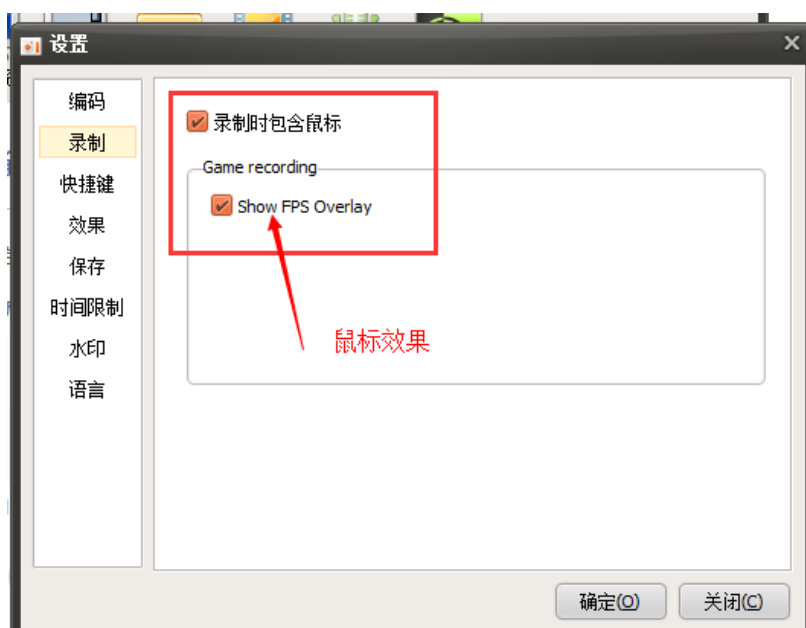 设置
编码
录制
快捷键
效果
保存
时间限制
水印
语言
录制时包含鼠标
Game recording
Show FPS Overlay
鼠标效果
确定(O)
关闭(C)